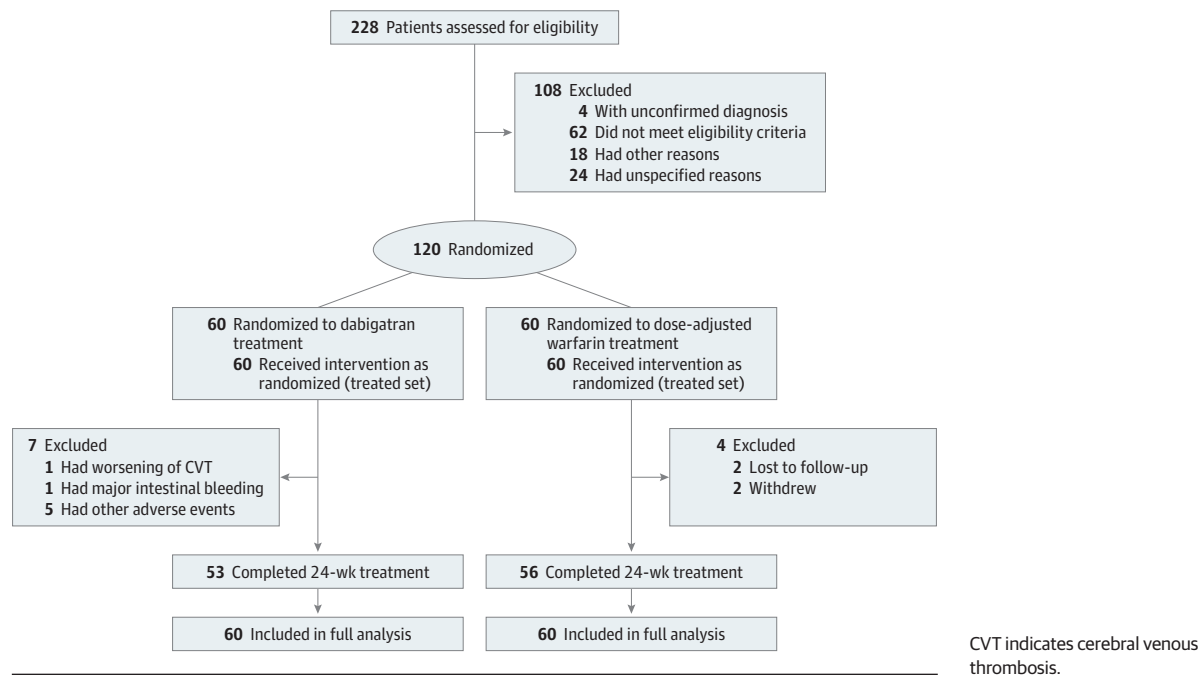 228 Patients assessed for eligibility
108 Excluded
4 With unconfirmed diagnosis
62 Did not meet eligibility criteria
18 Had other reasons
24 Had unspecified reasons
120 Randomized
60 Randomized to dabigatran
treatment
60 Received intervention as
randomized (treated set)
60 Randomized to dose-adjusted
warfarin treatment
60 Received intervention as
randomized (treated set)
7 Excluded
1 Had worsening of CVT
1 Had major intestinal bleeding
5 Had other adverse events
4 Excluded
2 Lost to follow-up
2 Withdrew
53 Completed 24-wk treatment
56 Completed 24-wk treatment
60 Included in full analysis
60 Included in full analysis
CVT indicates cerebral venous
thrombosis.